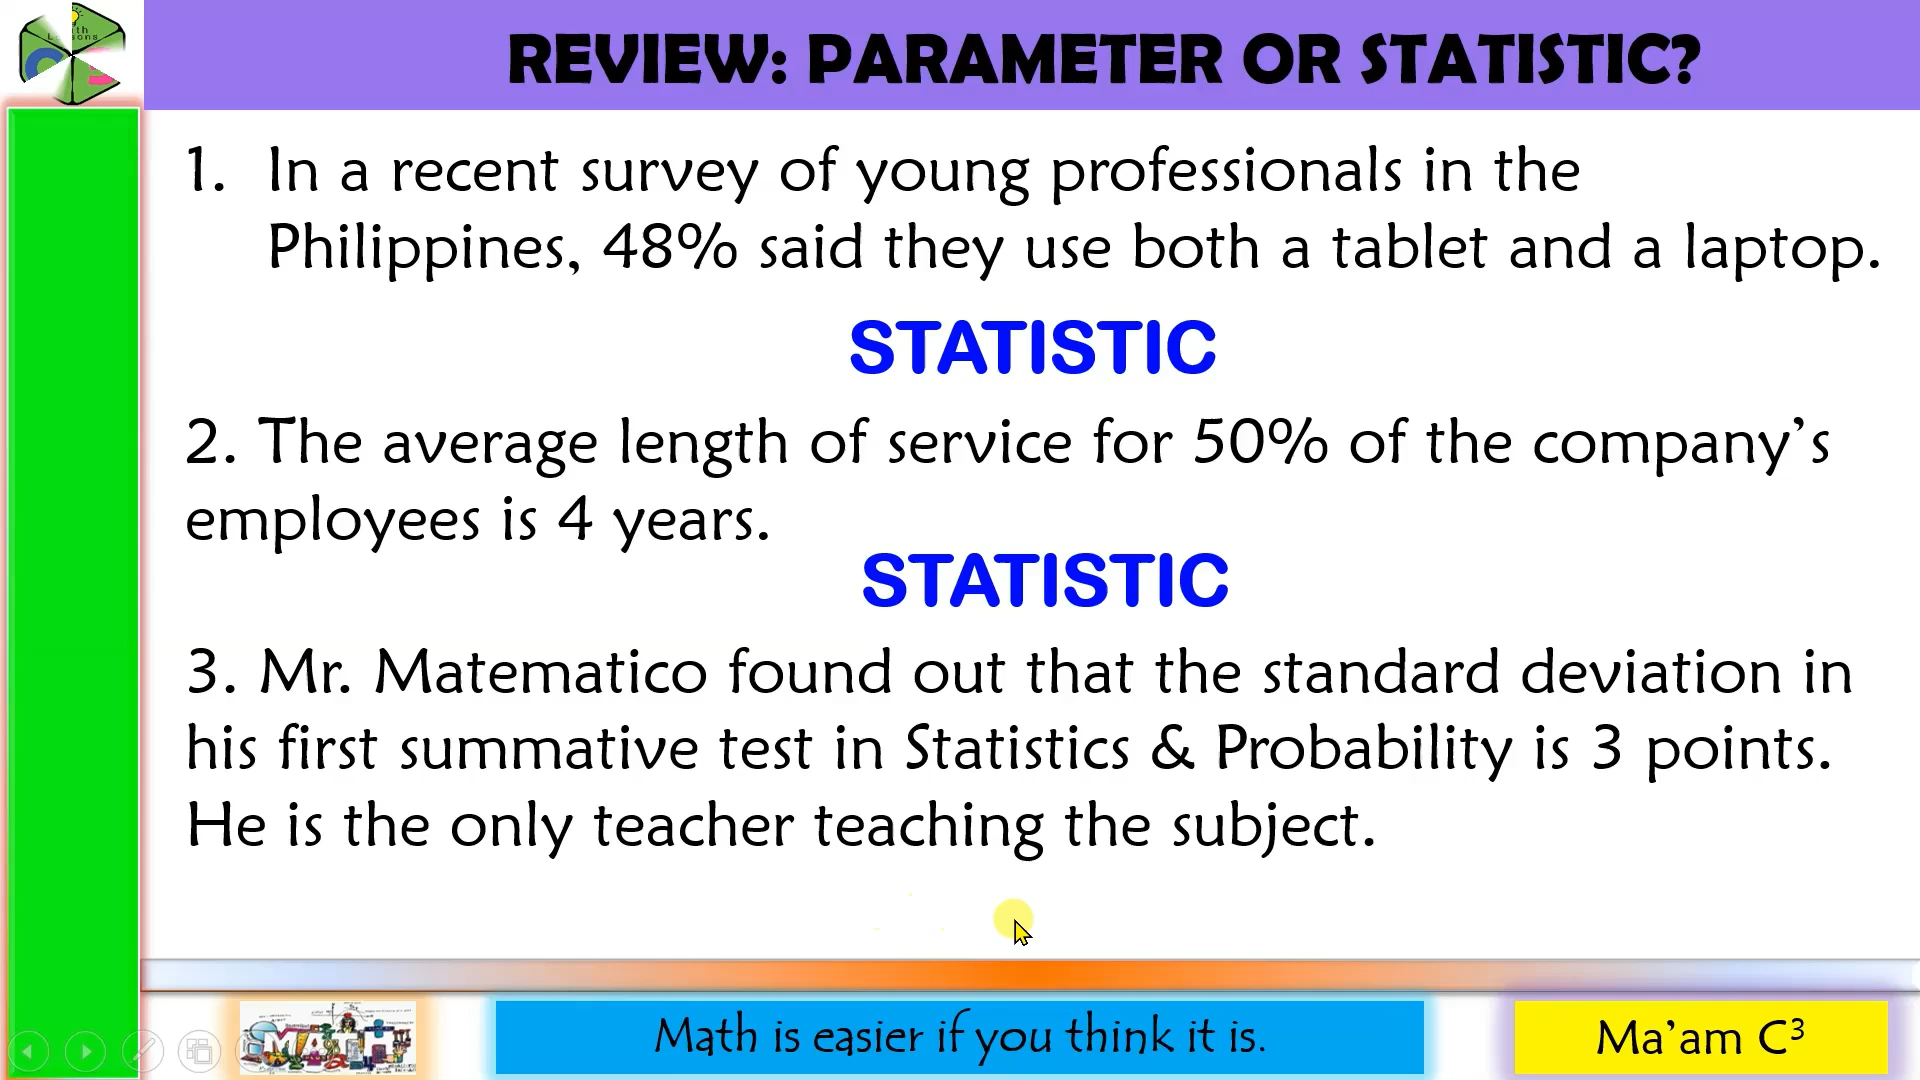 REVIEW: PARAMETER OR STATISTIC?
1. In a recent survey of young professionals in the
Philippines, 48% said they use both a tablet and a laptop.
STATISTIC
2. The average length of service for 50% of the company’s
employees is 4 years.
STATISTIC
3. Mr. Matematico found out that the standard deviation in
his first summative test in Statistics & Probability is 3 points.
He is the only teacher teaching the subject.
MATH
Math is easier if you think it is.
Ma’am C³